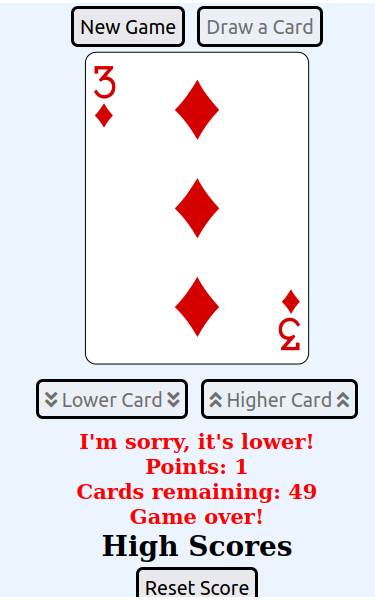 New Game Draw a Card
3
3
Lower Card Higher Card
I'm sorry, it's lower!
Points: 1
Cards remaining: 49
Game over!
High Scores
Reset Score